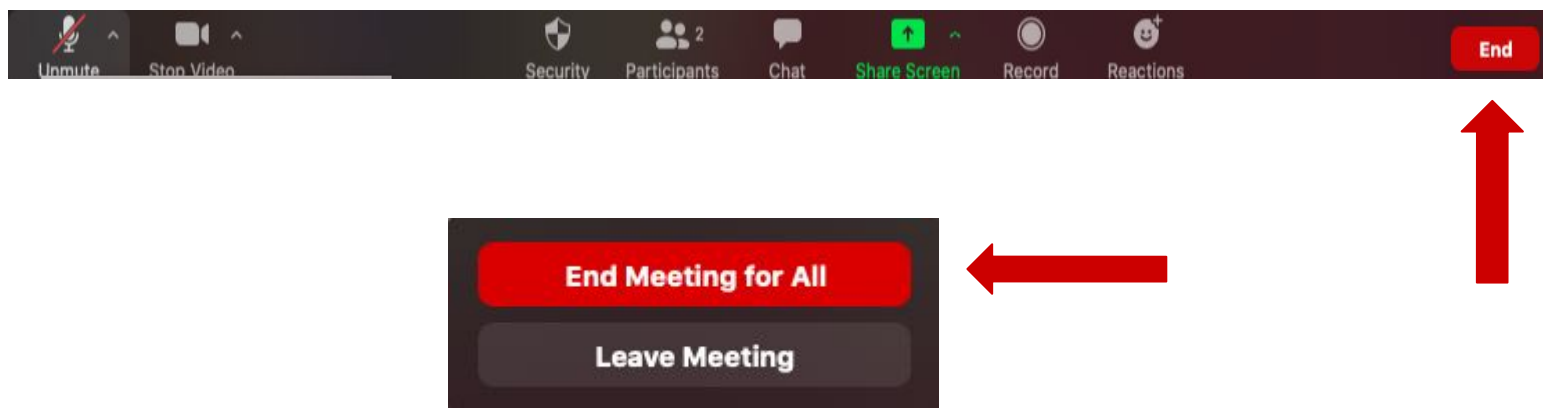 Unmute Stop Video Security Participants 2 Chat Share Screen Record Reactions End
End Meeting for All
Leave Meeting